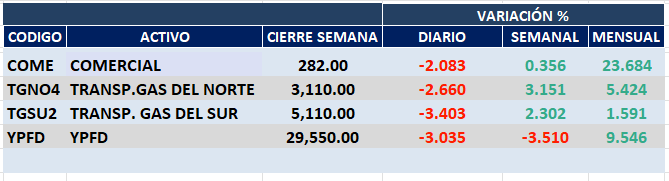 VARIACIÓN %
CODIGO ACTIVO CIERRE SEMANA DIARIO SEMANAL MENSUAL
COME COMERCIAL 282.00 -2.083 0.356 23.684
TGNO4 TRANSP.GAS DEL NORTE 3,110.00 -2.660 3.151 5.424
TGSU2 TRANSP. GAS DEL SUR 5,110.00 -3.403 2.302 1.591
YPFD YPFD 29,550.00 -3.035 -3.510 9.546